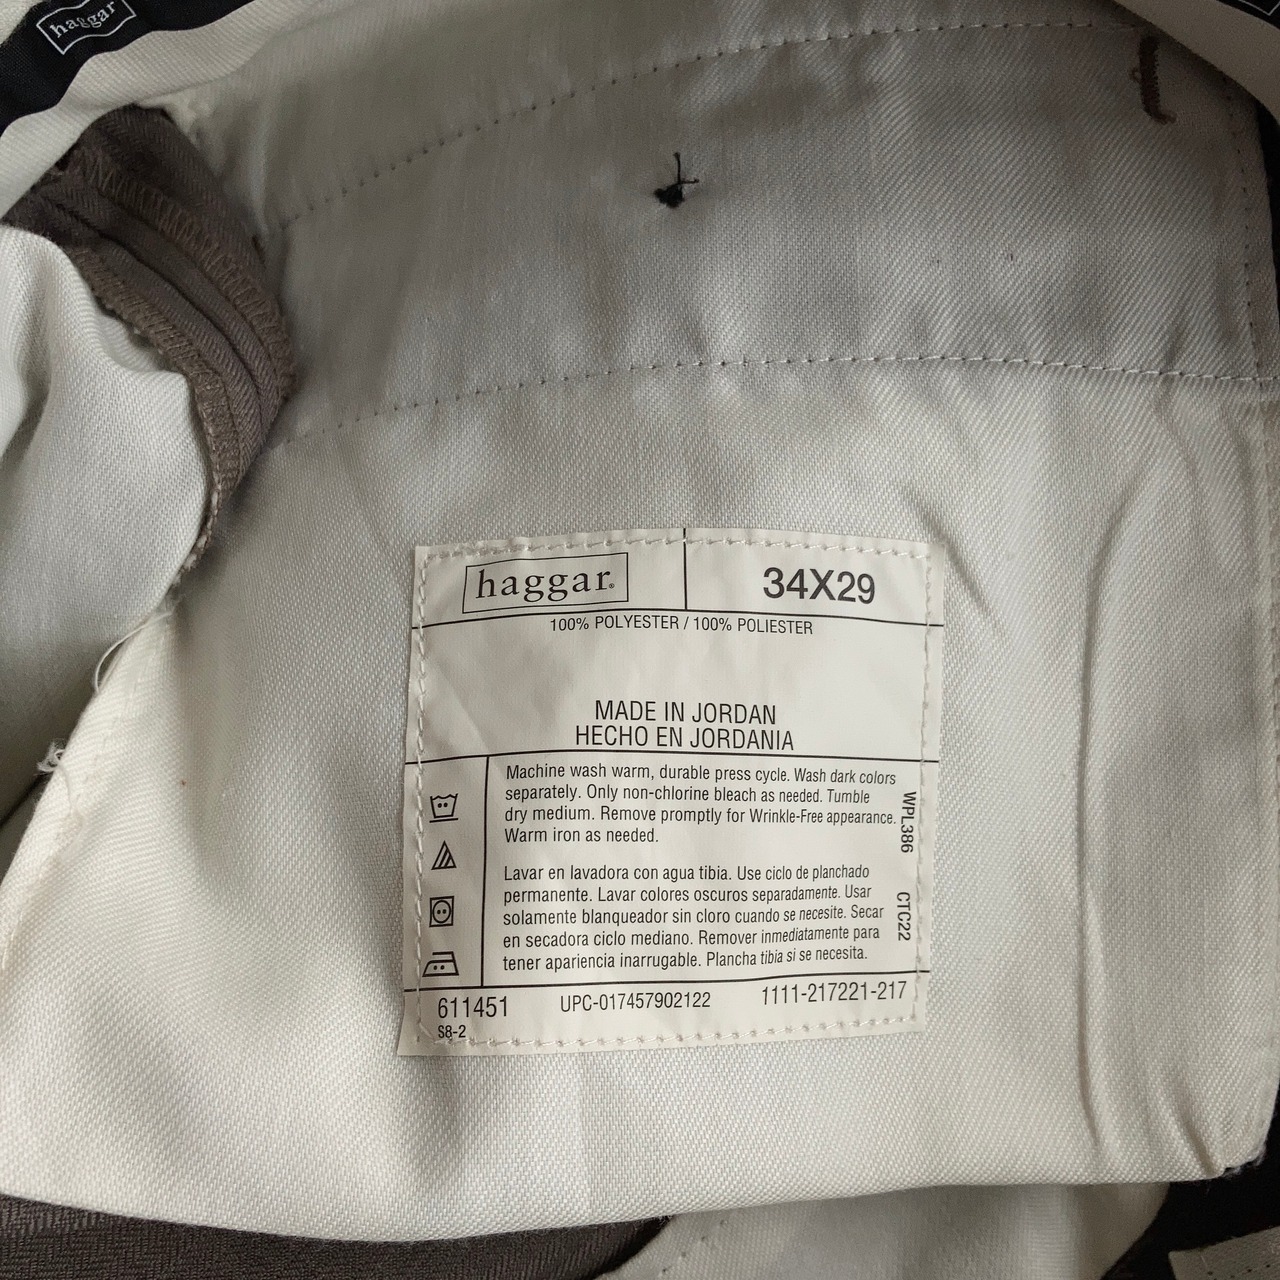 haggar
haggar®
34X29
100% POLYESTER / 100% POLIESTER
MADE IN JORDAN
HECHO EN JORDANIA
Machine wash warm, durable press cycle. Wash dark colors
separately. Only non-chlorine bleach as needed. Tumble
dry medium. Remove promptly for Wrinkle-Free appearance.
Warm iron as needed.
Lavar en lavadora con agua tibia. Use ciclo de planchado
permanente. Lavar colores oscuros separadamente. Usar
solamente blanqueador sin cloro cuando se necesite. Secar
en secadora ciclo mediano. Remover inmediatamente para
tener apariencia inarrugable. Plancha tibia si se necesita.
WPL386
CTC22
611451
UPC-017457902122
1111-217221-217
S8-2